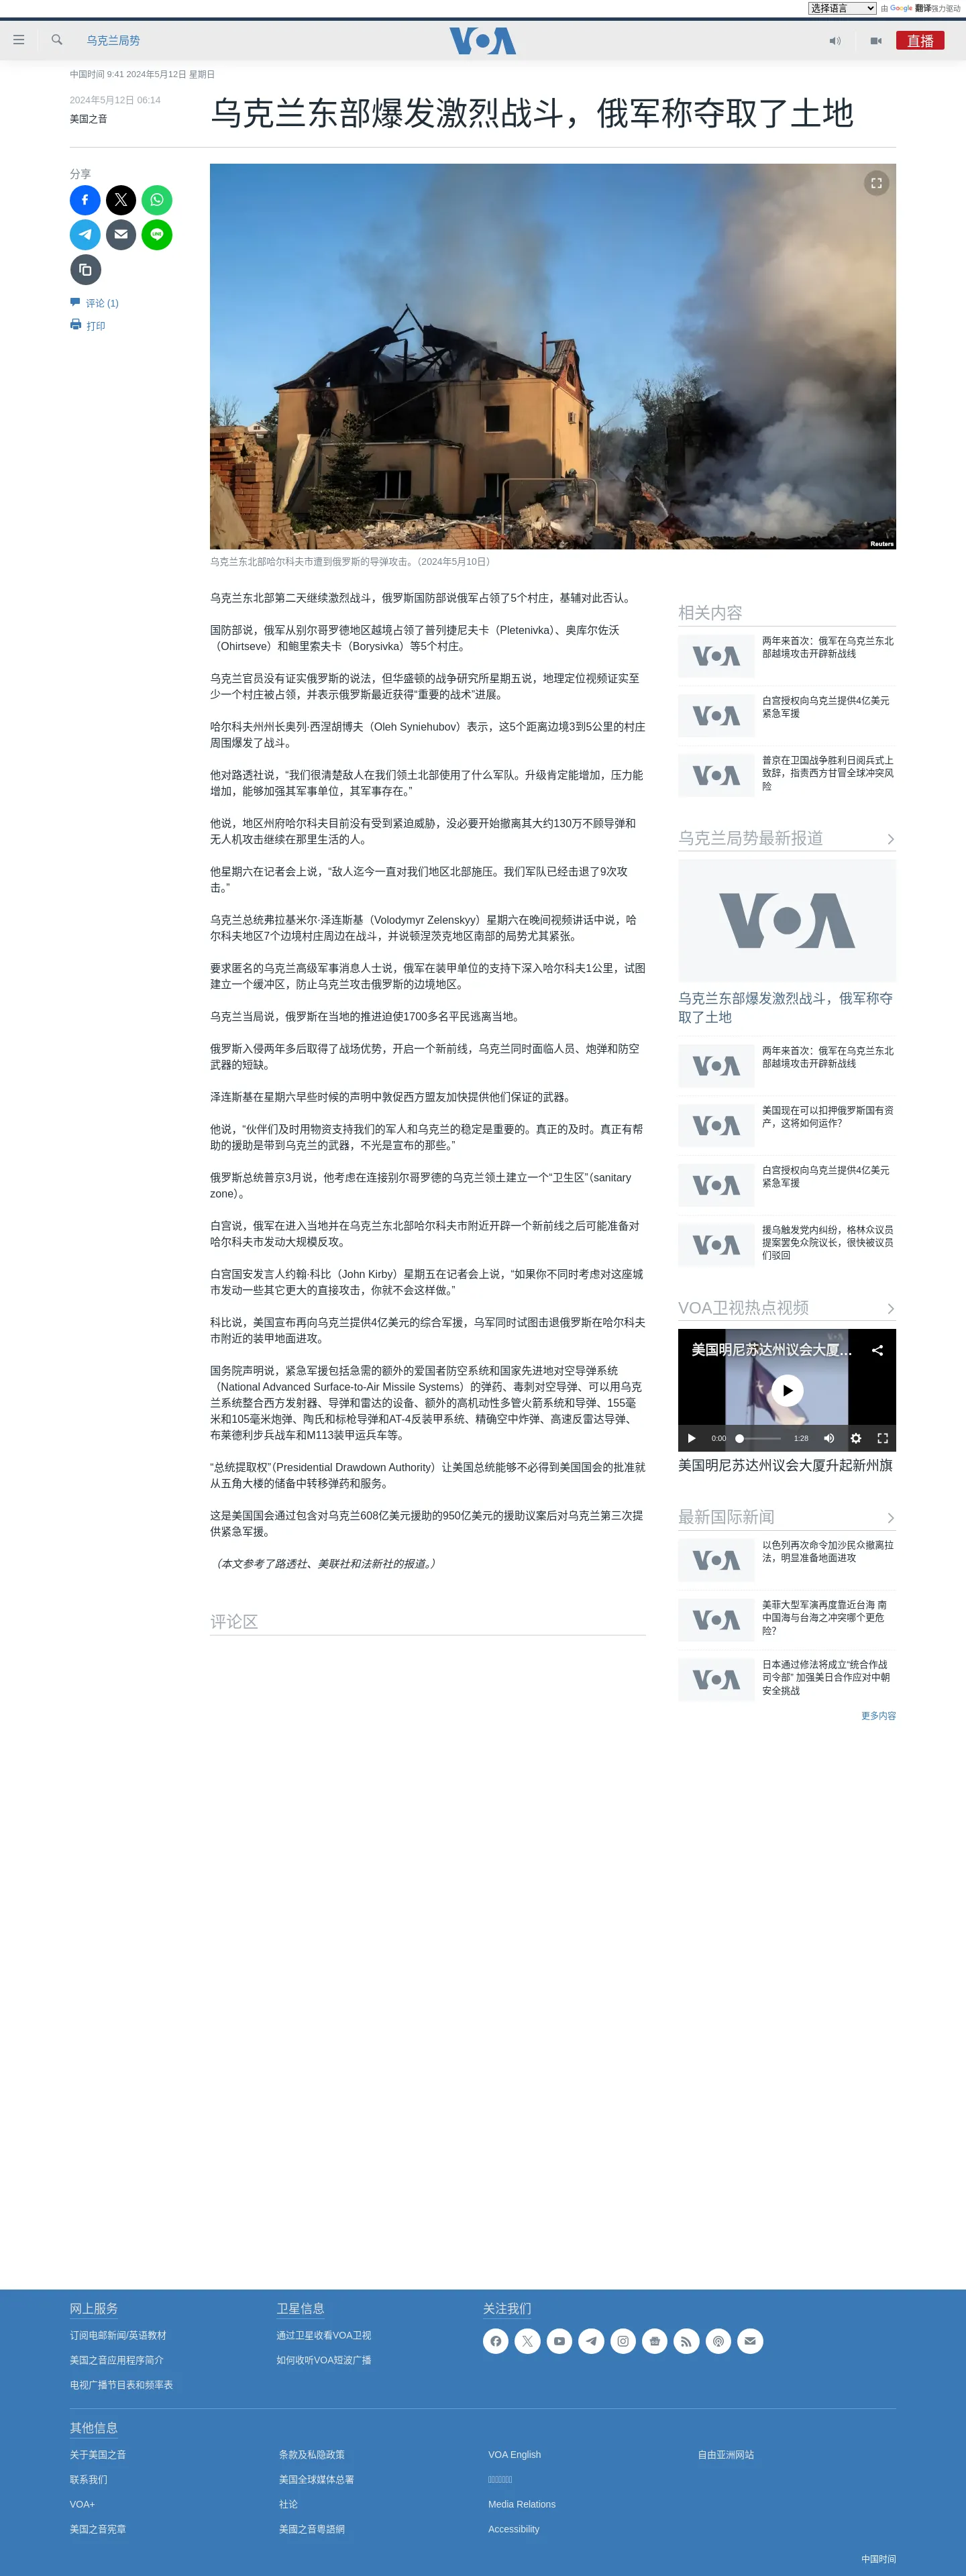 选择语言 由 Google 翻译强力驱动
乌克兰局势
VOA
直播
中国时间 9:41 2024年5月12日 星期日
2024年5月12日 06:14
美国之音
乌克兰东部爆发激烈战斗，俄军称夺取了土地
分享
评论 (1)
打印
Reuters
乌克兰东北部哈尔科夫市遭到俄罗斯的导弹攻击。（2024年5月10日）
乌克兰东北部第二天继续激烈战斗，俄罗斯国防部说俄军占领了5个村庄，基辅对此否认。
国防部说，俄军从别尔哥罗德地区越境占领了普列捷尼夫卡（Pletenivka）、奥库尔佐沃
（Ohirtseve）和鲍里索夫卡（Borysivka）等5个村庄。
乌克兰官员没有证实俄罗斯的说法，但华盛顿的战争研究所星期五说，地理定位视频证实至
少一个村庄被占领，并表示俄罗斯最近获得“重要的战术”进展。
哈尔科夫州州长奥列·西涅胡博夫（Oleh Syniehubov）表示，这5个距离边境3到5公里的村庄
周围爆发了战斗。
他对路透社说，“我们很清楚敌人在我们领土北部使用了什么军队。升级肯定能增加，压力能
增加，能够加强其军事单位，其军事存在。”
他说，地区州府哈尔科夫目前没有受到紧迫威胁，没必要开始撤离其大约130万不顾导弹和
无人机攻击继续在那里生活的人。
他星期六在记者会上说，“敌人迄今一直对我们地区北部施压。我们军队已经击退了9次攻
击。”
乌克兰总统弗拉基米尔·泽连斯基（Volodymyr Zelenskyy）星期六在晚间视频讲话中说，哈
尔科夫地区7个边境村庄周边在战斗，并说顿涅茨克地区南部的局势尤其紧张。
要求匿名的乌克兰高级军事消息人士说，俄军在装甲单位的支持下深入哈尔科夫1公里，试图
建立一个缓冲区，防止乌克兰攻击俄罗斯的边境地区。
乌克兰当局说，俄罗斯在当地的推进迫使1700多名平民逃离当地。
俄罗斯入侵两年多后取得了战场优势，开启一个新前线，乌克兰同时面临人员、炮弹和防空
武器的短缺。
泽连斯基在星期六早些时候的声明中敦促西方盟友加快提供他们保证的武器。
他说，“伙伴们及时用物资支持我们的军人和乌克兰的稳定是重要的。真正的及时。真正有帮
助的援助是带到乌克兰的武器，不光是宣布的那些。”
俄罗斯总统普京3月说，他考虑在连接别尔哥罗德的乌克兰领土建立一个“卫生区”（sanitary
zone）。
白宫说，俄军在进入当地并在乌克兰东北部哈尔科夫市附近开辟一个新前线之后可能准备对
哈尔科夫市发动大规模反攻。
白宫国安发言人约翰·科比（John Kirby）星期五在记者会上说，“如果你不同时考虑对这座城
市发动一些其它更大的直接攻击，你就不会这样做。”
科比说，美国宣布再向乌克兰提供4亿美元的综合军援，乌军同时试图击退俄罗斯在哈尔科夫
市附近的装甲地面进攻。
国务院声明说，紧急军援包括急需的额外的爱国者防空系统和国家先进地对空导弹系统
（National Advanced Surface-to-Air Missile Systems）的弹药、毒刺对空导弹、可以用乌克
兰系统整合西方发射器、导弹和雷达的设备、额外的高机动性多管火箭系统和导弹、155毫
米和105毫米炮弹、陶氏和标枪导弹和AT-4反装甲系统、精确空中炸弹、高速反雷达导弹、
布莱德利步兵战车和M113装甲运兵车等。
“总统提取权”（Presidential Drawdown Authority）让美国总统能够不必得到美国国会的批准就
从五角大楼的储备中转移弹药和服务。
这是美国国会通过包含对乌克兰608亿美元援助的950亿美元的援助议案后对乌克兰第三次提
供紧急军援。
（本文参考了路透社、美联社和法新社的报道。）
评论区
相关内容
VOA
两年来首次：俄军在乌克兰东北
部越境攻击开辟新战线
VOA
白宫授权向乌克兰提供4亿美元
紧急军援
VOA
普京在卫国战争胜利日阅兵式上
致辞，指责西方甘冒全球冲突风
险
乌克兰局势最新报道
VOA
乌克兰东部爆发激烈战斗，俄军称夺
取了土地
VOA
两年来首次：俄军在乌克兰东北
部越境攻击开辟新战线
VOA
美国现在可以扣押俄罗斯国有资
产，这将如何运作？
VOA
白宫授权向乌克兰提供4亿美元
紧急军援
VOA
援乌触发党内纠纷，格林众议员
提案罢免众院议长，很快被议员
们驳回
VOA卫视热点视频
美国明尼苏达州议会大厦…
0:00
1:28
美国明尼苏达州议会大厦升起新州旗
最新国际新闻
VOA
以色列再次命令加沙民众撤离拉
法，明显准备地面进攻
VOA
美菲大型军演再度靠近台海 南
中国海与台海之冲突哪个更危
险？
VOA
日本通过修法将成立“统合作战
司令部” 加强美日合作应对中朝
安全挑战
更多内容
网上服务
订阅电邮新闻/英语教材
美国之音应用程序简介
电视广播节目表和频率表
卫星信息
通过卫星收看VOA卫视
如何收听VOA短波广播
关注我们
其他信息
关于美国之音
联系我们
VOA+
美国之音宪章
条款及私隐政策
美国全球媒体总署
社论
美國之音粵語網
VOA English
Media Relations
Accessibility
自由亚洲网站
中国时间